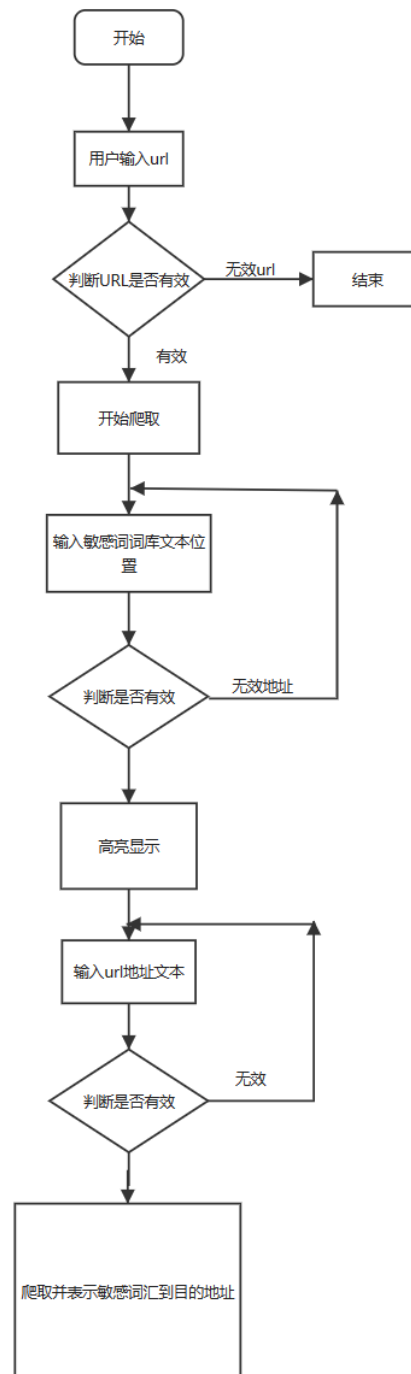 开始
用户输入url
判断URL是否有效
无效url
结束
有效
开始爬取
输入敏感词词库文本位
置
判断是否有效
无效地址
高亮显示
输入url地址文本
判断是否有效
无效
爬取并表示敏感词汇到目的地址